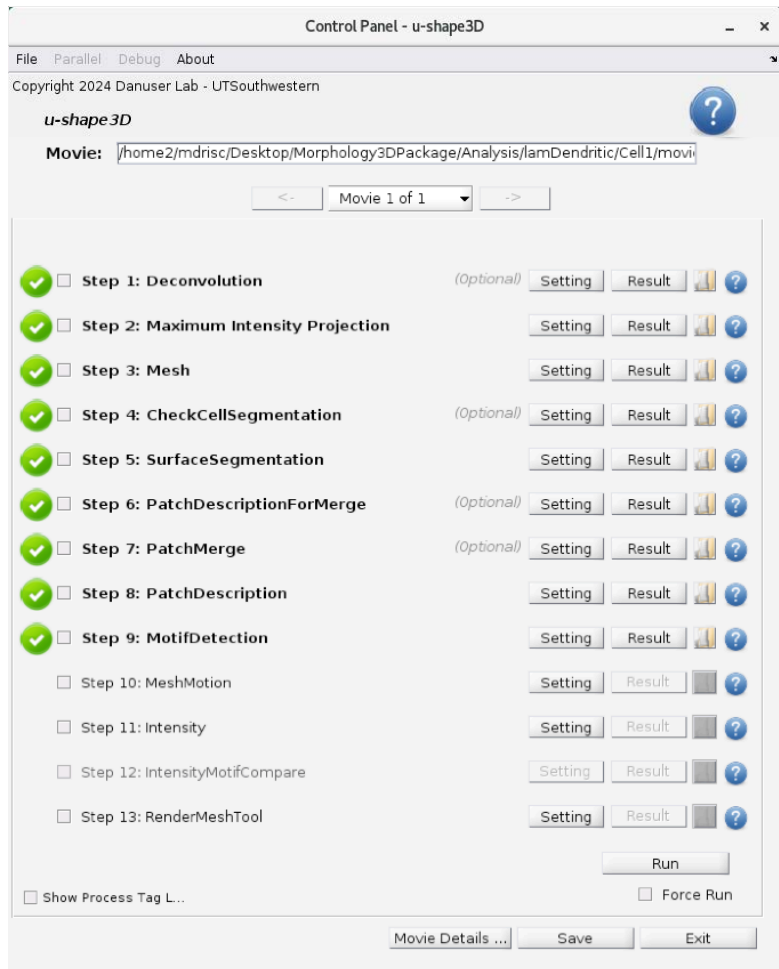 Control Panel - u-shape3D
File Parallel Debug About
Copyright 2024 Danuser Lab - UTSouthwestern
u-shape3D
?
Movie: /home2/mdrisc/Desktop/Morphology3DPackage/Analysis/lamDendritic/Cell1/movi
<- Movie 1 of 1 ->
Step 1: Deconvolution (Optional) Setting Result ?
Step 2: Maximum Intensity Projection Setting Result ?
Step 3: Mesh Setting Result ?
Step 4: CheckCellSegmentation (Optional) Setting Result ?
Step 5: SurfaceSegmentation Setting Result ?
Step 6: PatchDescriptionForMerge (Optional) Setting Result ?
Step 7: PatchMerge (Optional) Setting Result ?
Step 8: PatchDescription Setting Result ?
Step 9: MotifDetection Setting Result ?
Step 10: MeshMotion Setting Result ?
Step 11: Intensity Setting Result ?
Step 12: IntensityMotifCompare Setting Result ?
Step 13: RenderMeshTool Setting Result ?
Run
Show Process Tag L... Force Run
Movie Details ... Save Exit